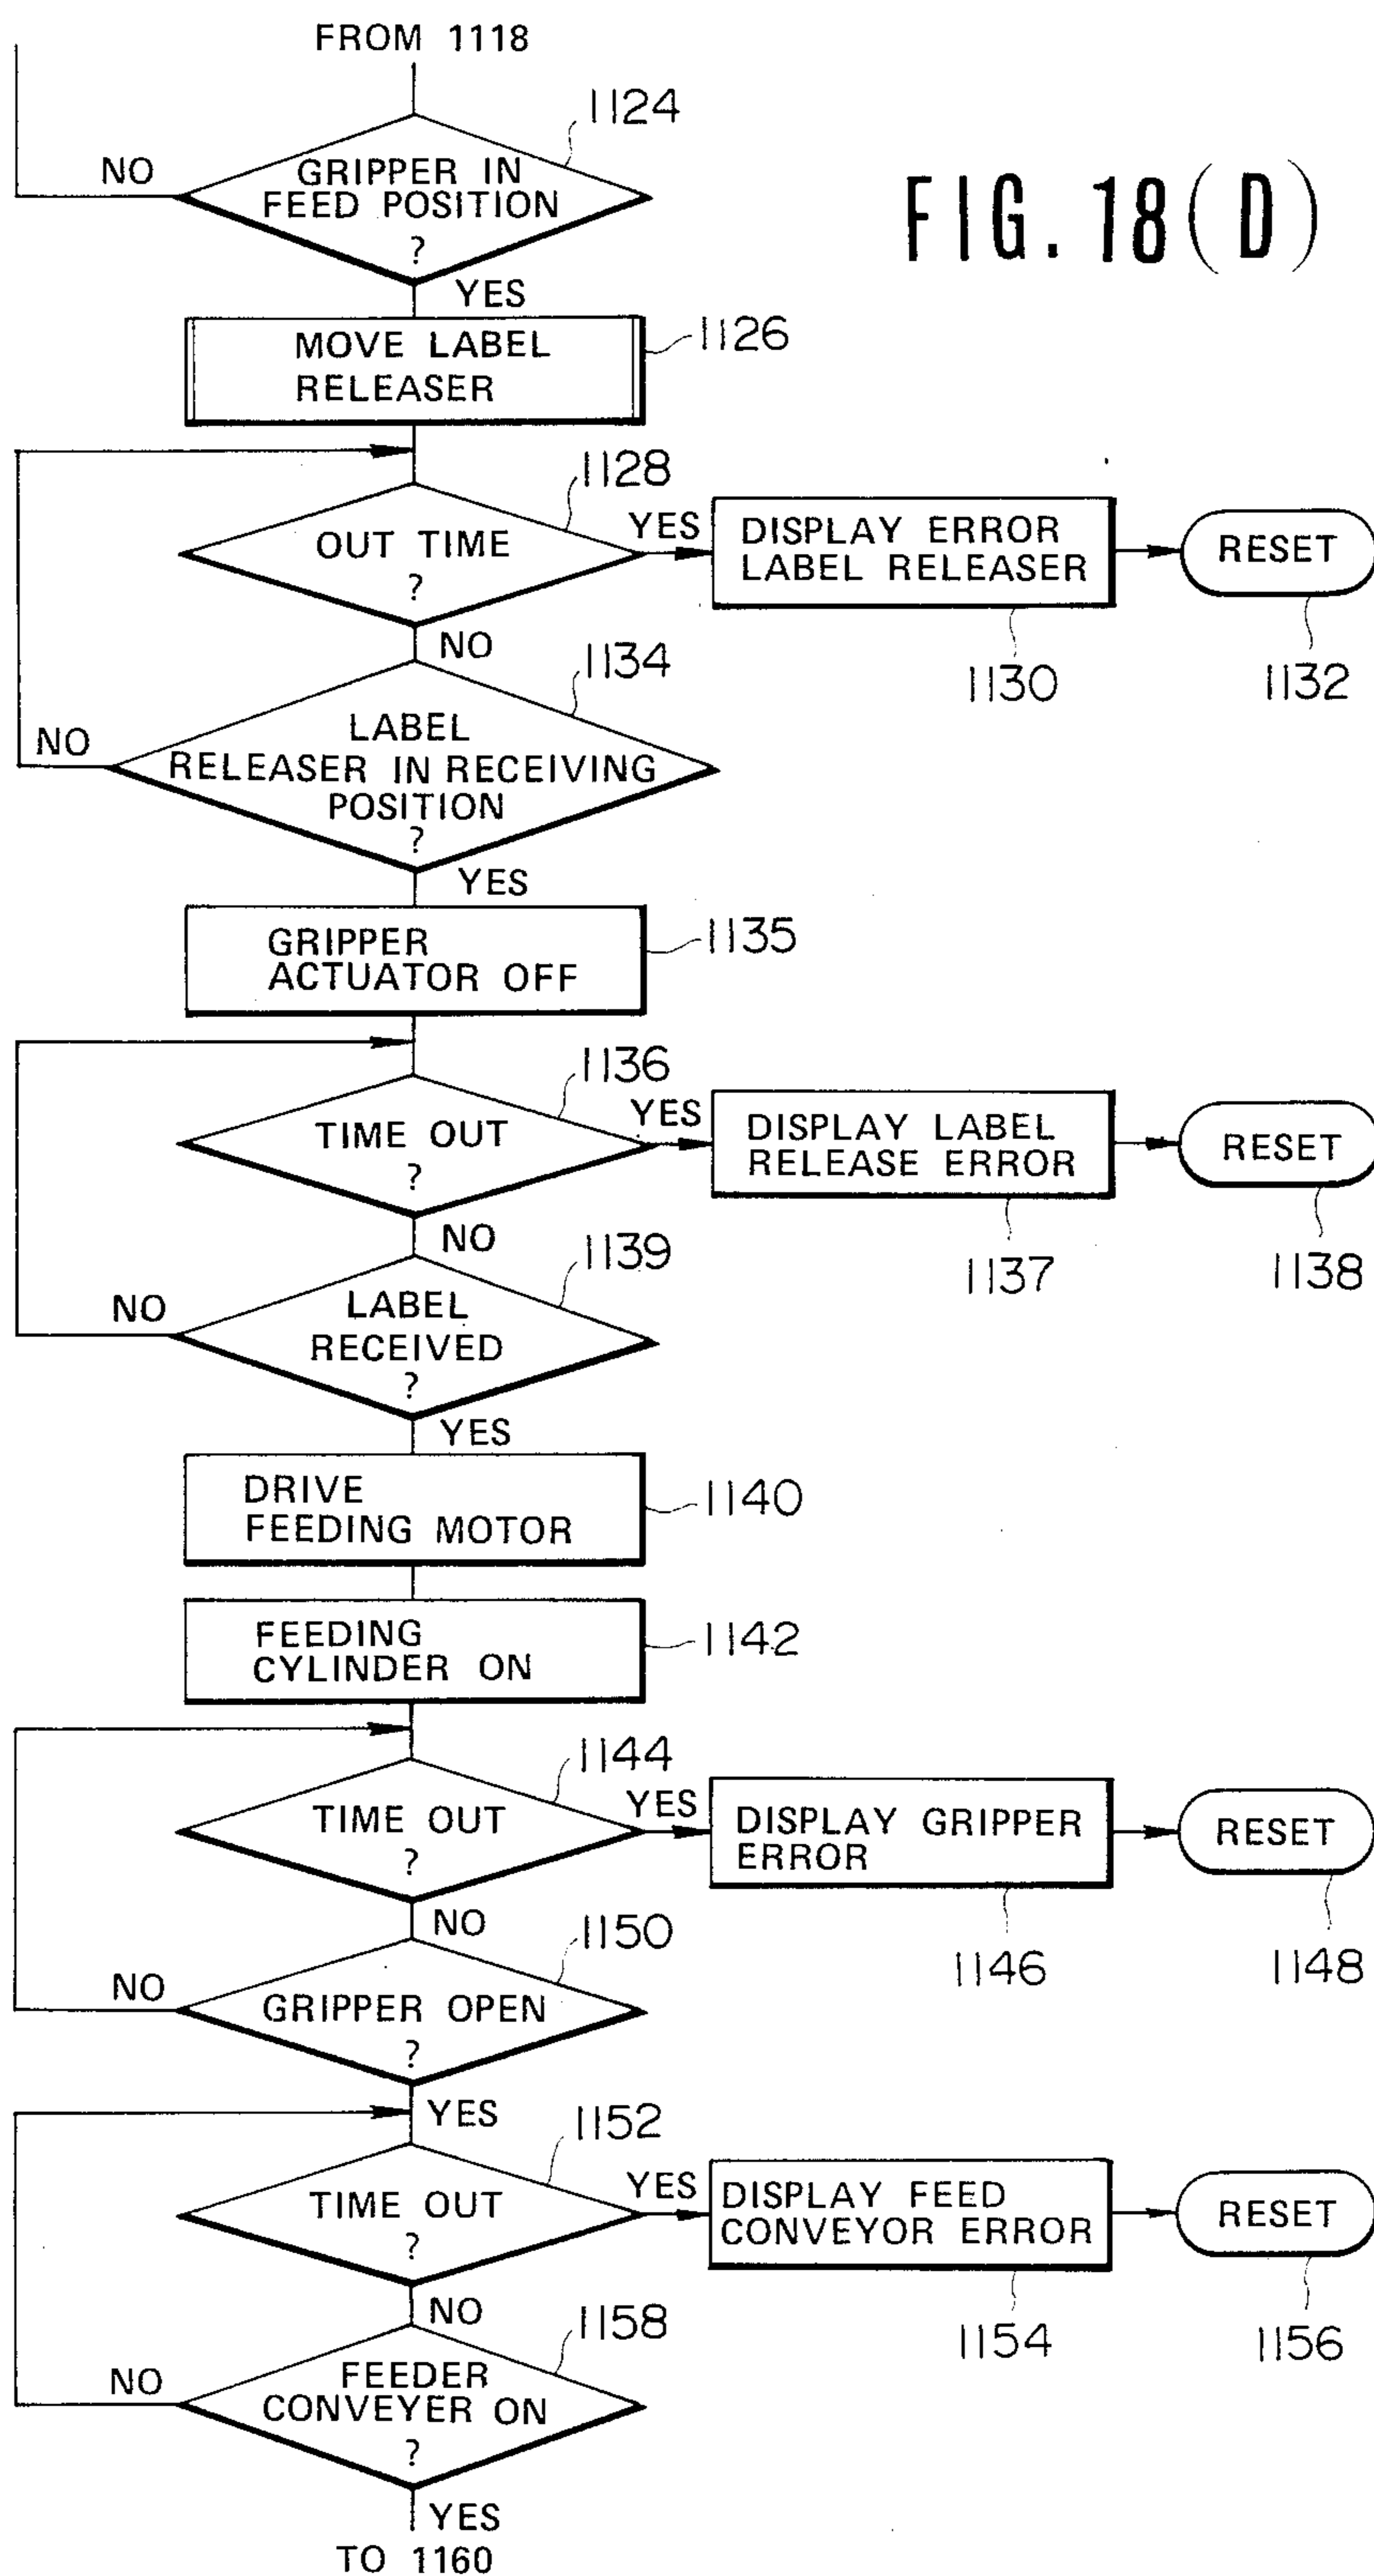 FROM 1118
1124
NO
GRIPPER IN
FEED POSITION
?
FIG. 18(D)
YES
MOVE LABEL
RELEASER
1126
1128
OUT TIME
?
YES
DISPLAY ERROR
LABEL RELEASER
RESET
1130
1132
NO
1134
NO
LABEL
RELEASER IN RECEIVING
POSITION
?
YES
GRIPPER
ACTUATOR OFF
1135
1136
TIME OUT
?
YES
DISPLAY LABEL
RELEASE ERROR
RESET
1137
1138
NO
1139
NO
LABEL
RECEIVED
?
YES
DRIVE
FEEDING MOTOR
1140
FEEDING
CYLINDER ON
1142
1144
TIME OUT
?
YES
DISPLAY GRIPPER
ERROR
RESET
1146
1148
NO
1150
NO
GRIPPER OPEN
?
YES
1152
TIME OUT
?
YES
DISPLAY FEED
CONVEYOR ERROR
RESET
1154
1156
NO
1158
NO
FEEDER
CONVEYER ON
?
YES
TO 1160